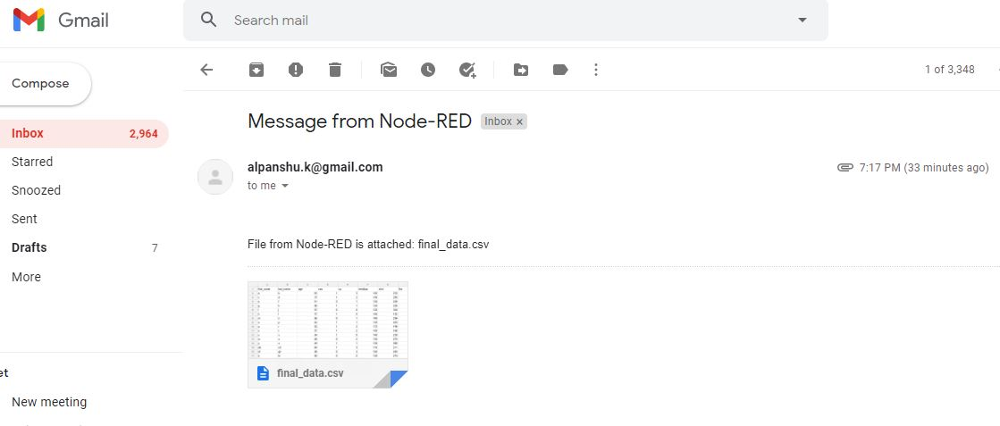 Gmail
Search mail
Compose
1 of 3,348
Message from Node-RED Inbox ×
Inbox 2,964
alpanshu.k@gmail.com
7:17 PM (33 minutes ago)
to me
Starred
Snoozed
Sent
Drafts 7
More
File from Node-RED is attached: final_data.csv
final_data.csv
et
New meeting